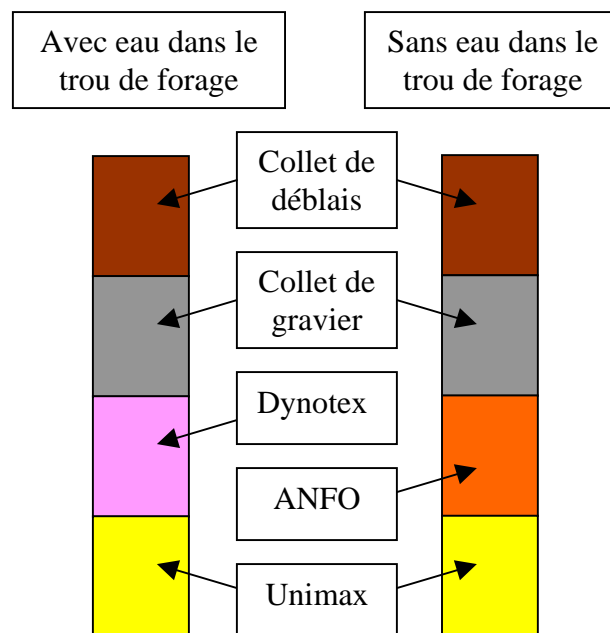 Avec eau dans le
trou de forage
Sans eau dans le
trou de forage
Collet de
déblais
Collet de
gravier
Dynotex
ANFO
Unimax